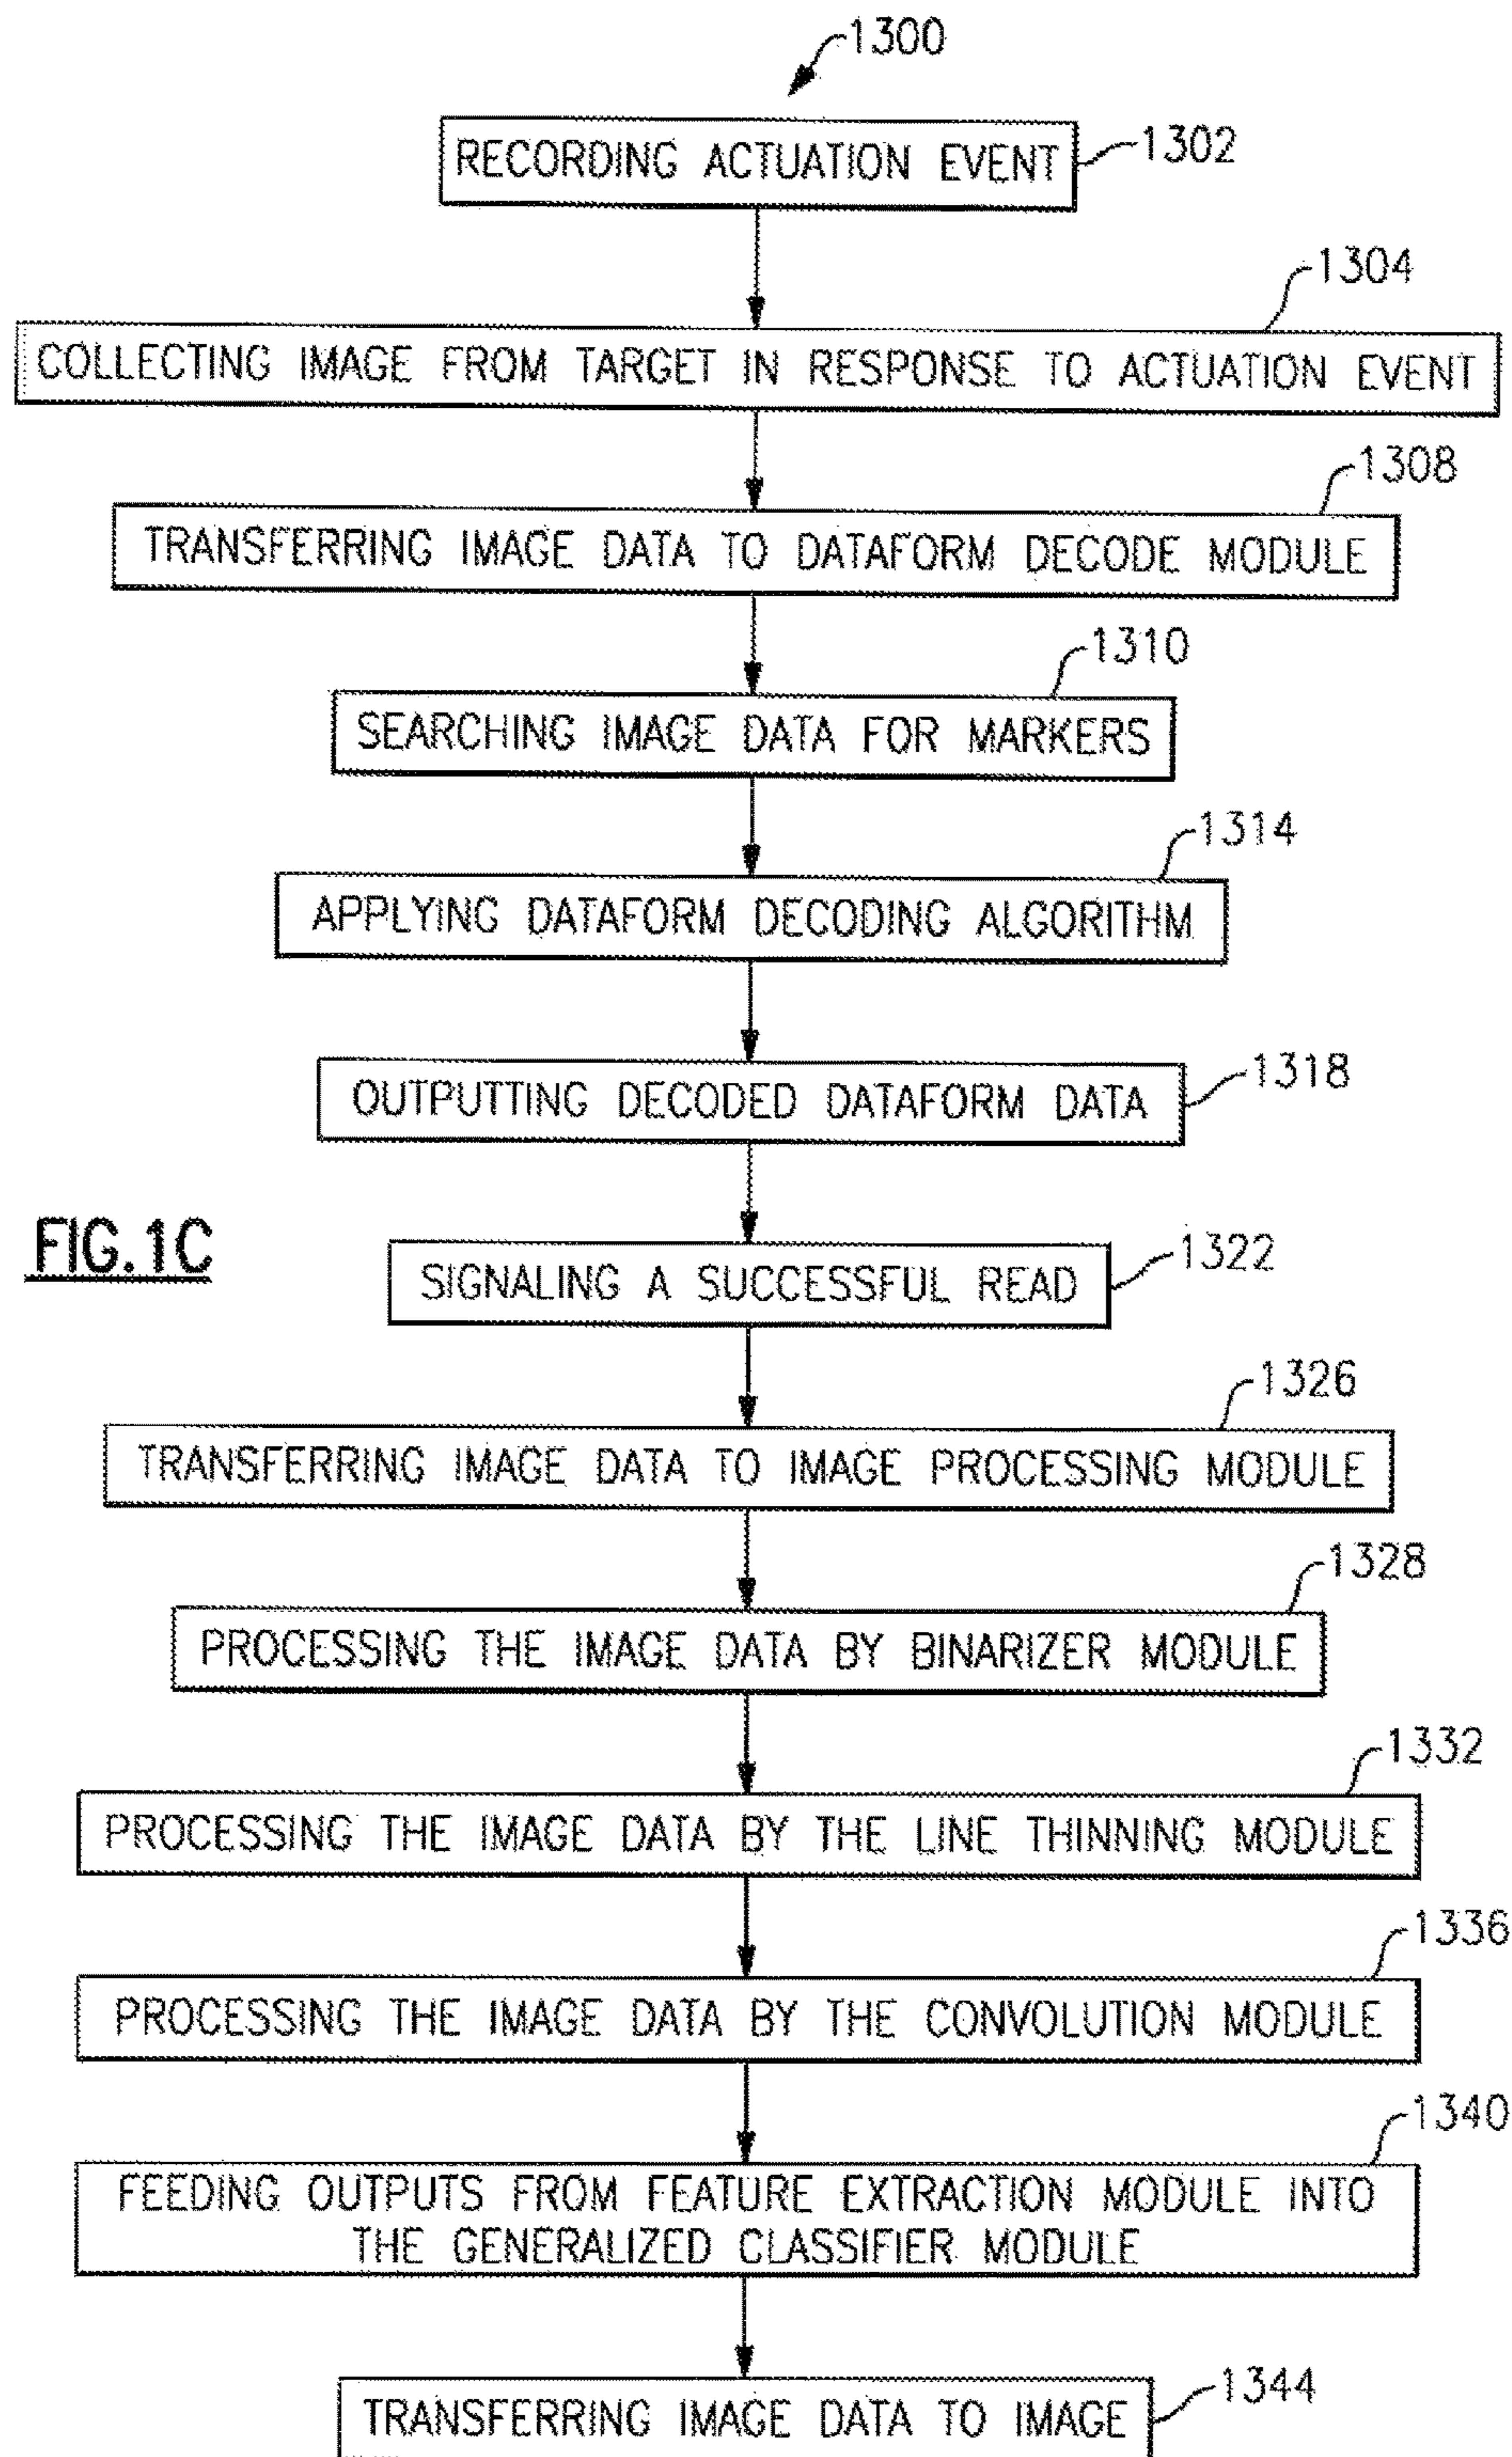 1300
RECORDING ACTUATION EVENT
1302
1304
COLLECTING IMAGE FROM TARGET IN RESPONSE TO ACTUATION EVENT
1308
TRANSFERRING IMAGE DATA TO DATAFORM DECODE MODULE
1310
SEARCHING IMAGE DATA FOR MARKERS
1314
APPLYING DATAFORM DECODING ALGORITHM
OUTPUTTING DECODED DATAFORM DATA
1318
FIG.1C
SIGNALING A SUCCESSFUL READ
1322
1326
TRANSFERRING IMAGE DATA TO IMAGE PROCESSING MODULE
1328
PROCESSING THE IMAGE DATA BY BINARIZER MODULE
1332
PROCESSING THE IMAGE DATA BY THE LINE THINNING MODULE
1336
PROCESSING THE IMAGE DATA BY THE CONVOLUTION MODULE
1340
FEEDING OUTPUTS FROM FEATURE EXTRACTION MODULE INTO
THE GENERALIZED CLASSIFIER MODULE
TRANSFERRING IMAGE DATA TO IMAGE
1344